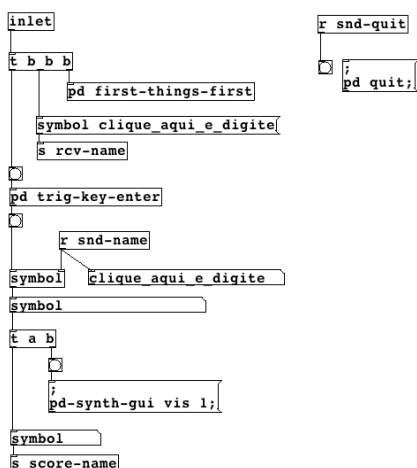 inlet
t b b b
pd first-things-first
symbol clique_aqui_e_digite
s rcv-name
pd trig-key-enter
r snd-name
symbol
clique_aqui_e_digite
symbol
t a b
;
pd-synth-gui vis 1;
symbol
s score-name
r snd-quit
;
pd quit;